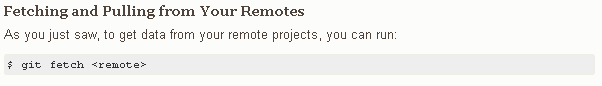 Fetching and Pulling from Your Remotes
As you just saw, to get data from your remote projects, you can run:
$ git fetch <remote>